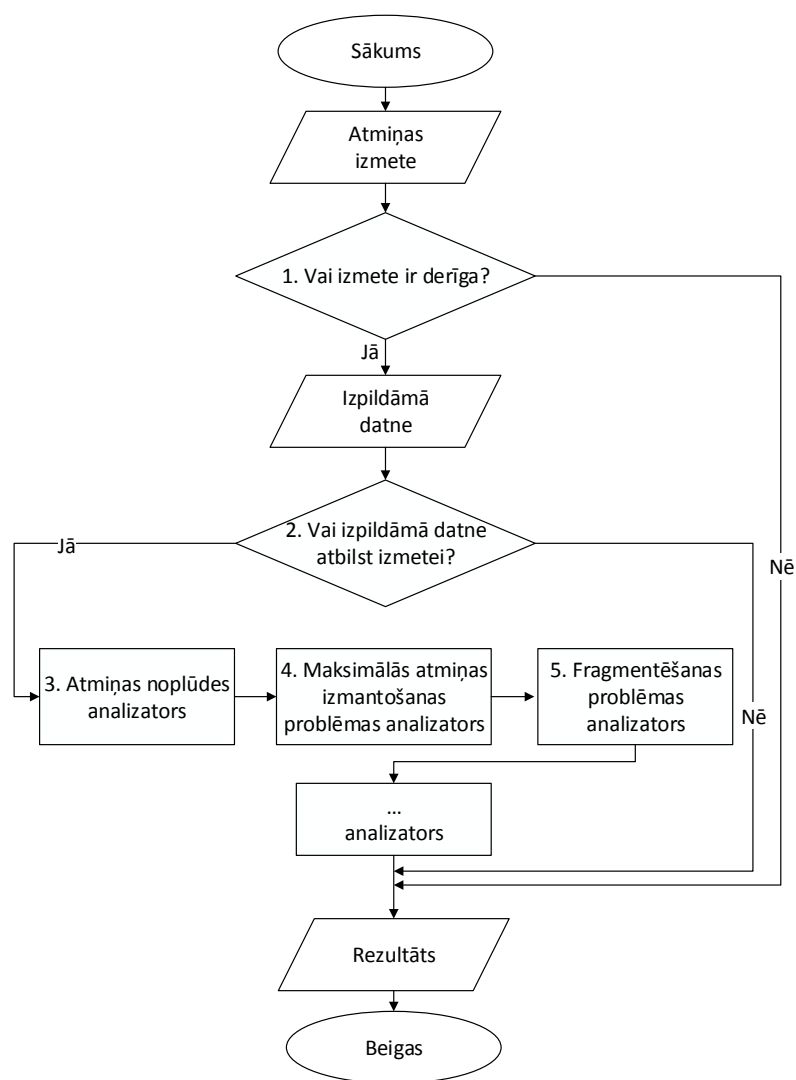 Sākums
Atmiņas
izmete
1. Vai izmete ir derīga?
Jā
Izpildāmā
datne
2. Vai izpildāmā datne
atbilst izmetei?
Jā
Nē
3. Atmiņas noplūdes
analizators
4. Maksimālās atmiņas
izmantošanas
problēmas analizators
5. Fragmentēšanas
problēmas
analizators
Nē
...
analizators
Rezultāts
Beigas